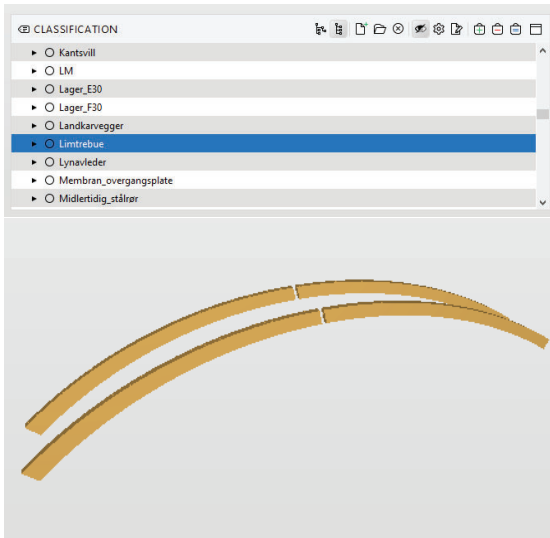 CLASSIFICATION
Kantsvill
LM
Lager_E30
Lager_F30
Landkarvegger
Limtrebue
Lynavleder
Membran_overgangsplate
Midlertidig_stålrør